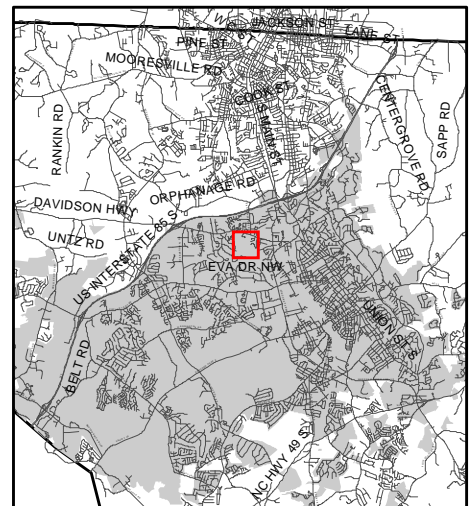 JACKSON ST
LANE ST
PINE ST
MOORESVILLE RD
COOK ST
S MAIN ST
CENTERGROVE RD
SAPP RD
RANKIN RD
ORPHANAGE RD
DAVIDSON HWY
UNTZ RD
US INTERSTATE 85 S
EVA DR NW
UNION ST S
BELT RD
NC HWY 49 S